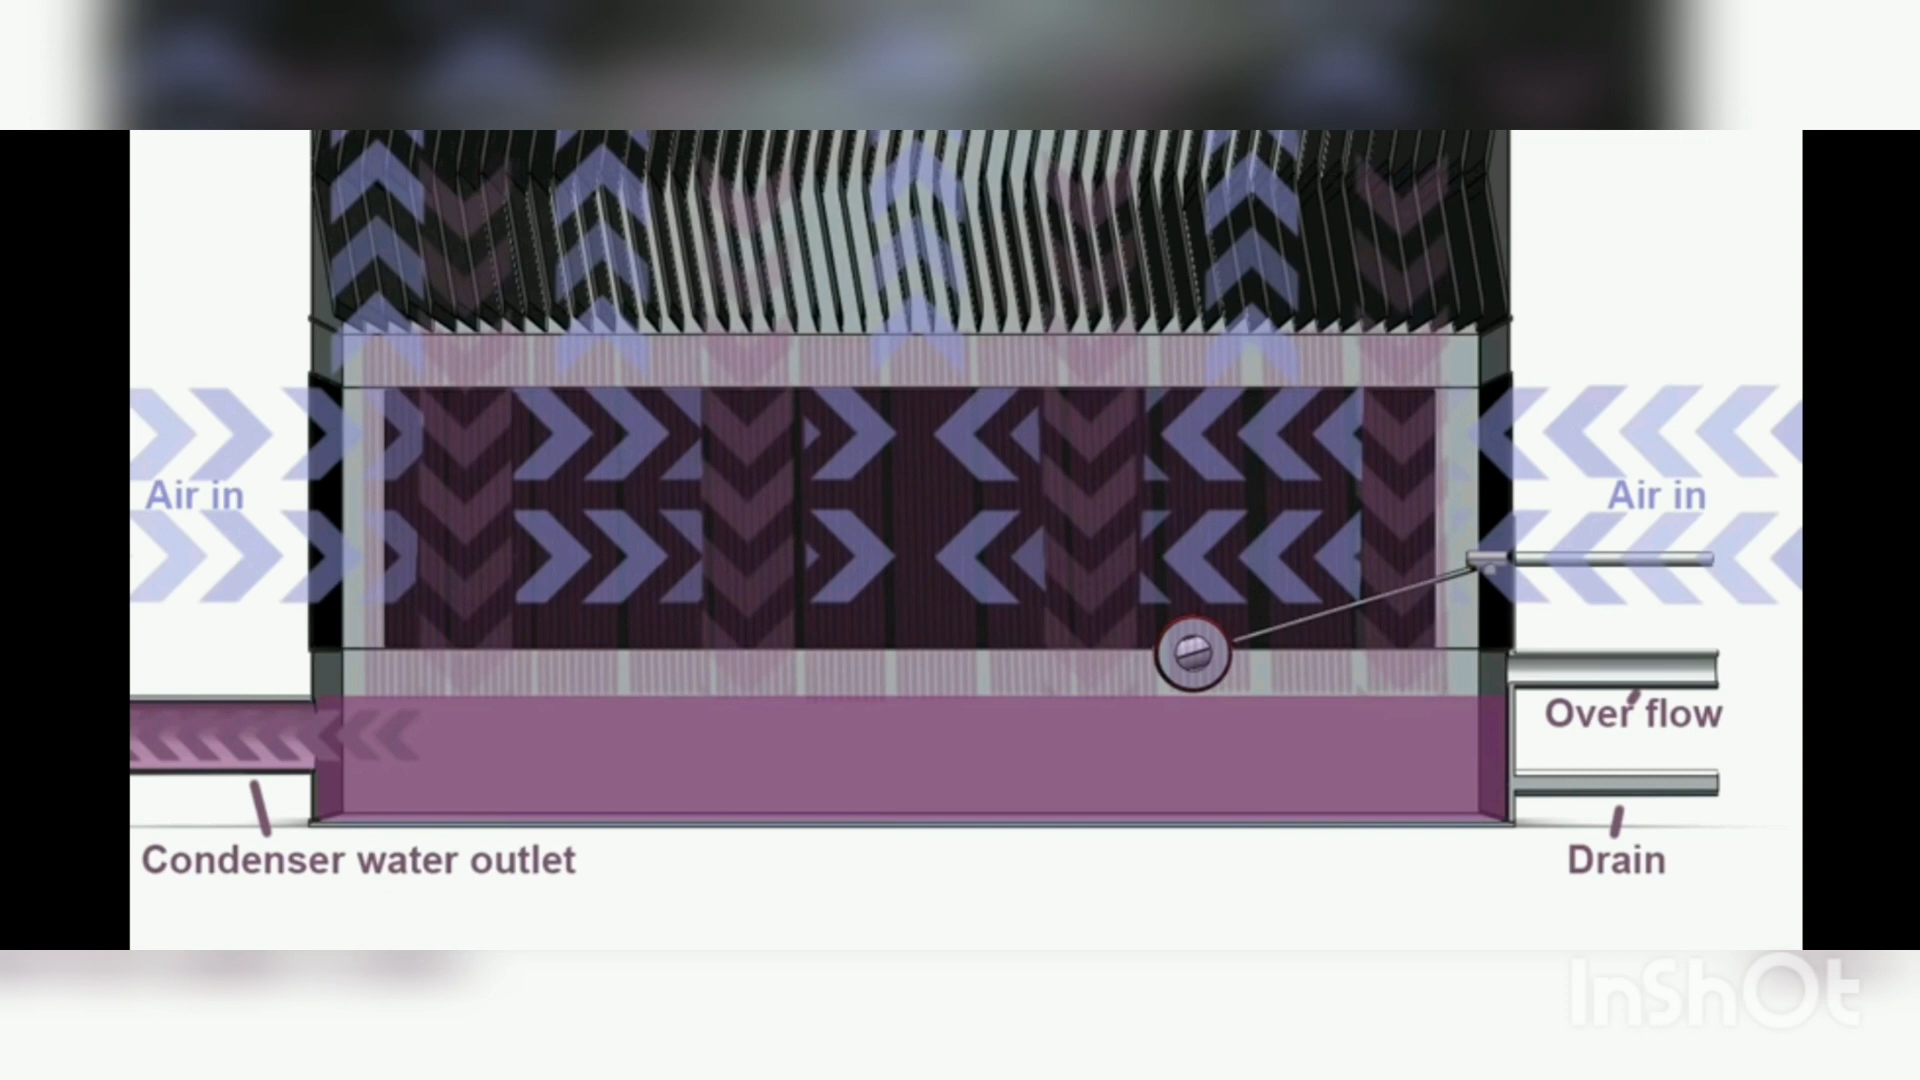 Air in
Air in
Over flow
Condenser water outlet
Drain
InShOt